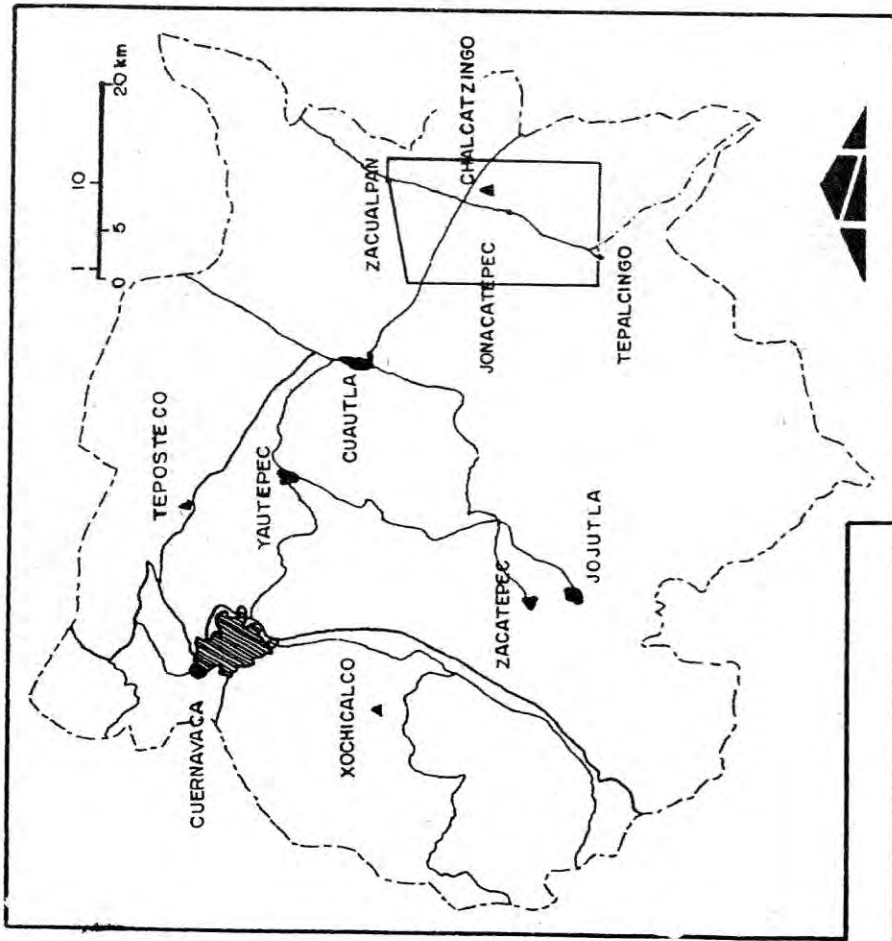 0 1 5 10 20 km
CUERNAVACA
TEPOSTECO
YAUTEPEC
CUAUTLA
XOCHICALCO
ZACATEPEC
JOJUTLA
ZACUALPAN
CHALCATZINGO
JONACATEPEC
TEPALCINGO